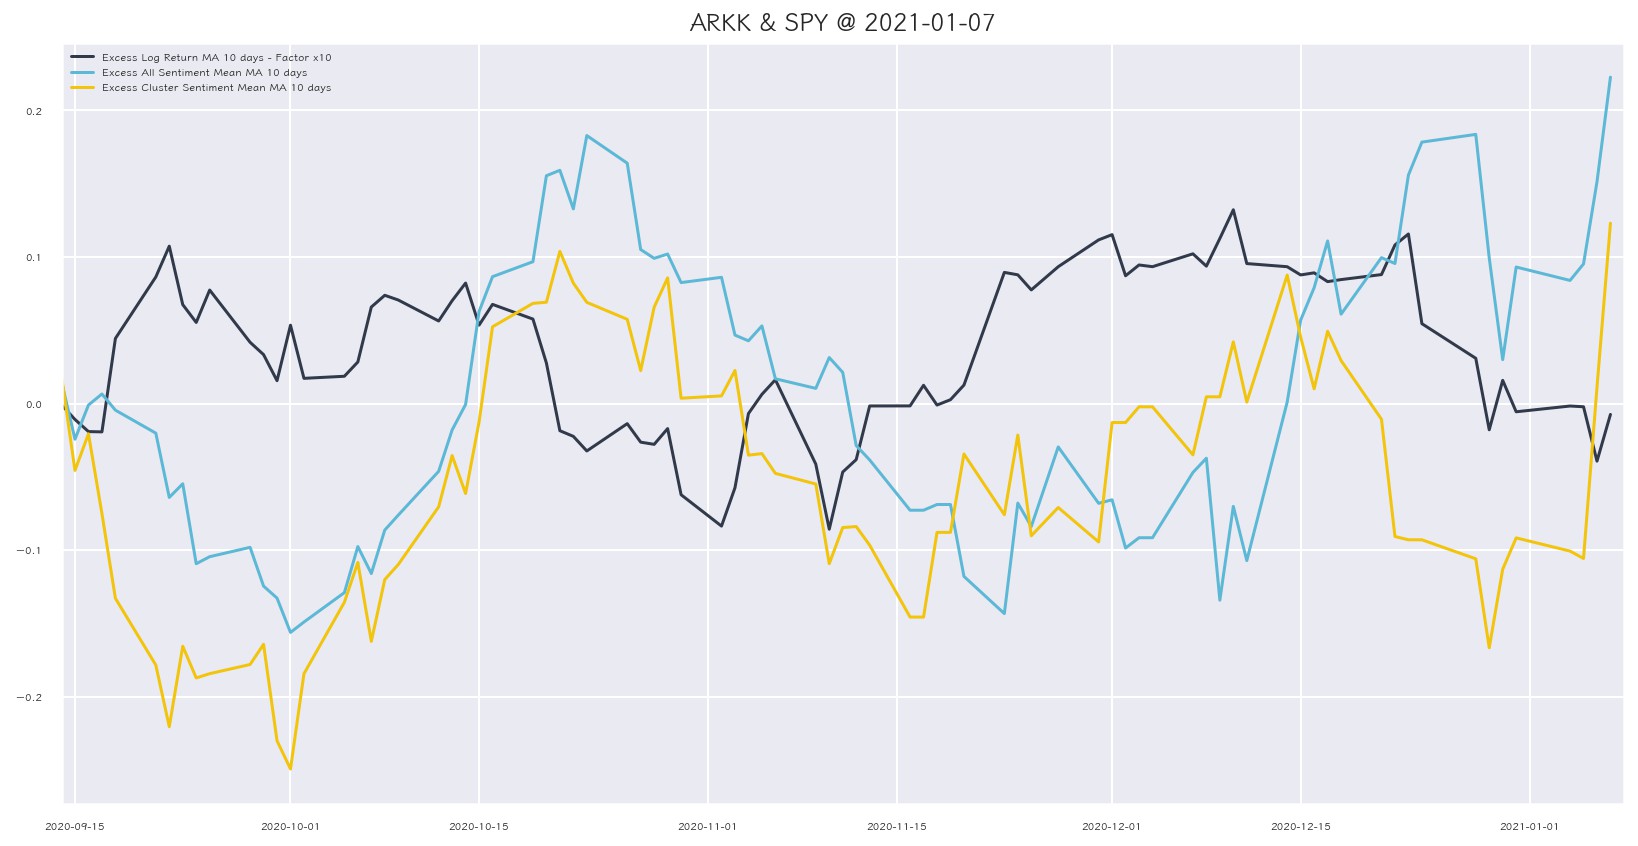 ARKK & SPY @ 2021-01-07
Excess Log Return MA 10 days - Factor x10
Excess All Sentiment Mean MA 10 days
Excess Cluster Sentiment Mean MA 10 days
0.2
0.1
0.0
−0.1
−0.2
2020-09-15 2020-10-01 2020-10-15 2020-11-01 2020-11-15 2020-12-01 2020-12-15 2021-01-01